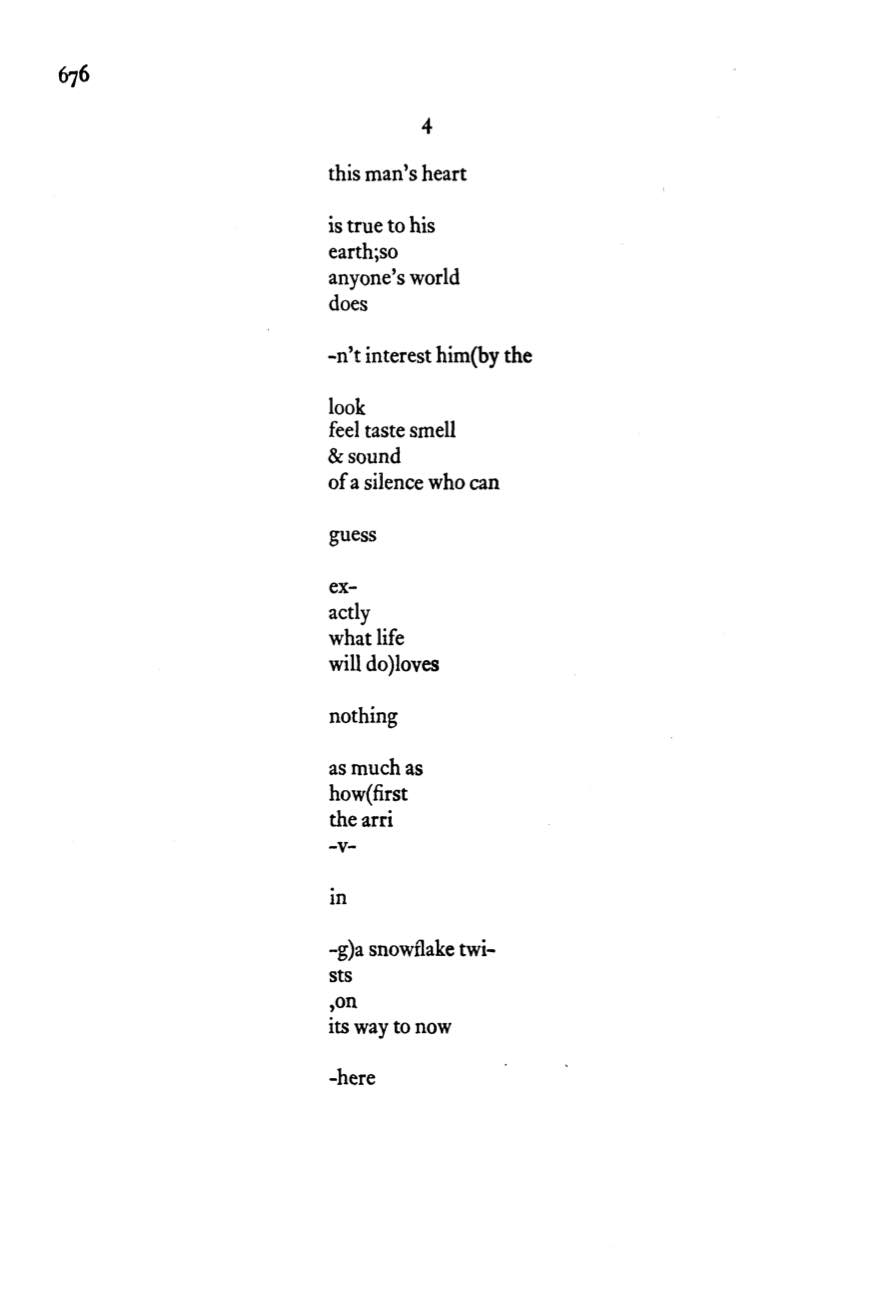 676
4
this man's heart
is true to his
earth;so
anyone's world
does
-n't interest him(by the
look
feel taste smell
& sound
of a silence who can
guess
ex-
actly
what life
will do)loves
nothing
as much as
how(first
the arri
-v-
in
-g)a snowflake twi-
sts
,on
its way to now
-here